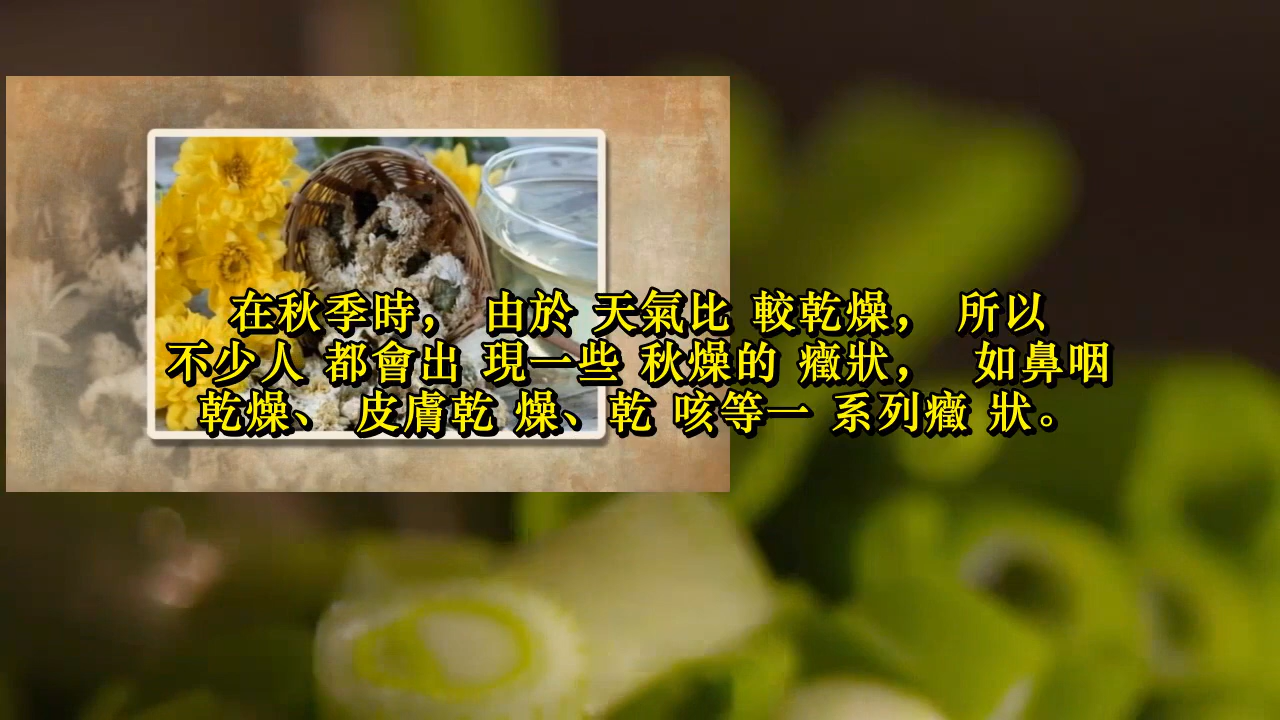 在秋季時， 由於 天氣比 較乾燥， 所以
不少人 都會出 現一些 秋燥的 癥狀， 如鼻咽
乾燥、 皮膚乾 燥、乾 咳等一 系列癥 狀。